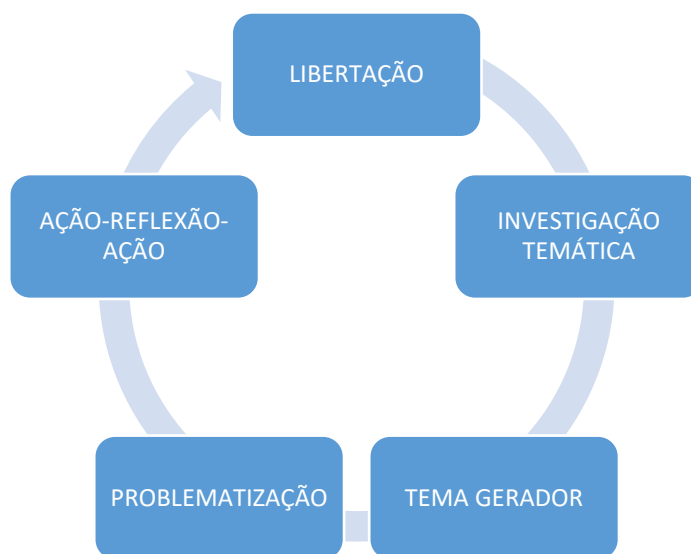 LIBERTAÇÃO
INVESTIGAÇÃO
TEMÁTICA
TEMA GERADOR
PROBLEMATIZAÇÃO
AÇÃO-REFLEXÃO-
AÇÃO